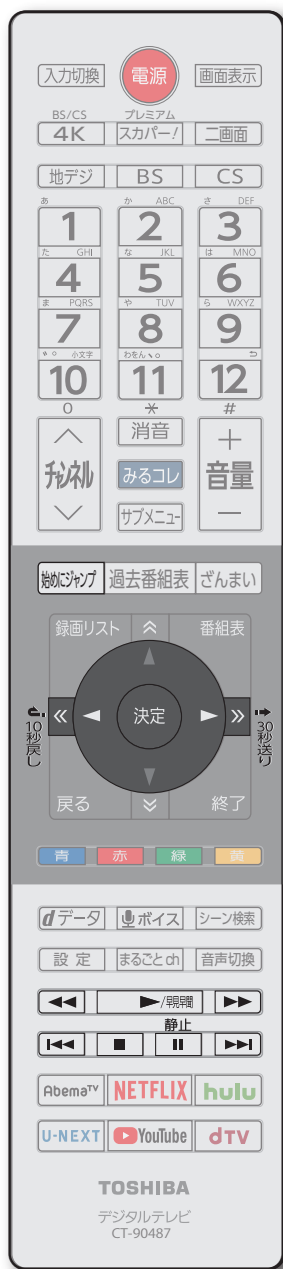 入力切換 電源 画面表示
BS/CS プレミアム
4K スカパー! 二画面
地デジ BS CS
あ か ABC さ DEF
1 2 3
た GHI な JKL は MNO
4 5 6
ま PQRS や TUV ら WXYZ
7 8 9
゛゜ 小文字 わをん、。
10 11 12
0 * #
チャンネル 消音 + 音量 -
みるコレ
サブメニュー
始めにジャンプ 過去番組表 ざんまい
録画リスト 番組表
10秒戻し 決定 30秒送り
戻る 終了
青 赤 緑 黄
dデータ ボイス シーン検索
設定 まるごとch 音声切換
/早見早聞
静止
AbemaTV NETFLIX hulu
U-NEXT YouTube dTV
TOSHIBA
デジタルテレビ
CT-90487